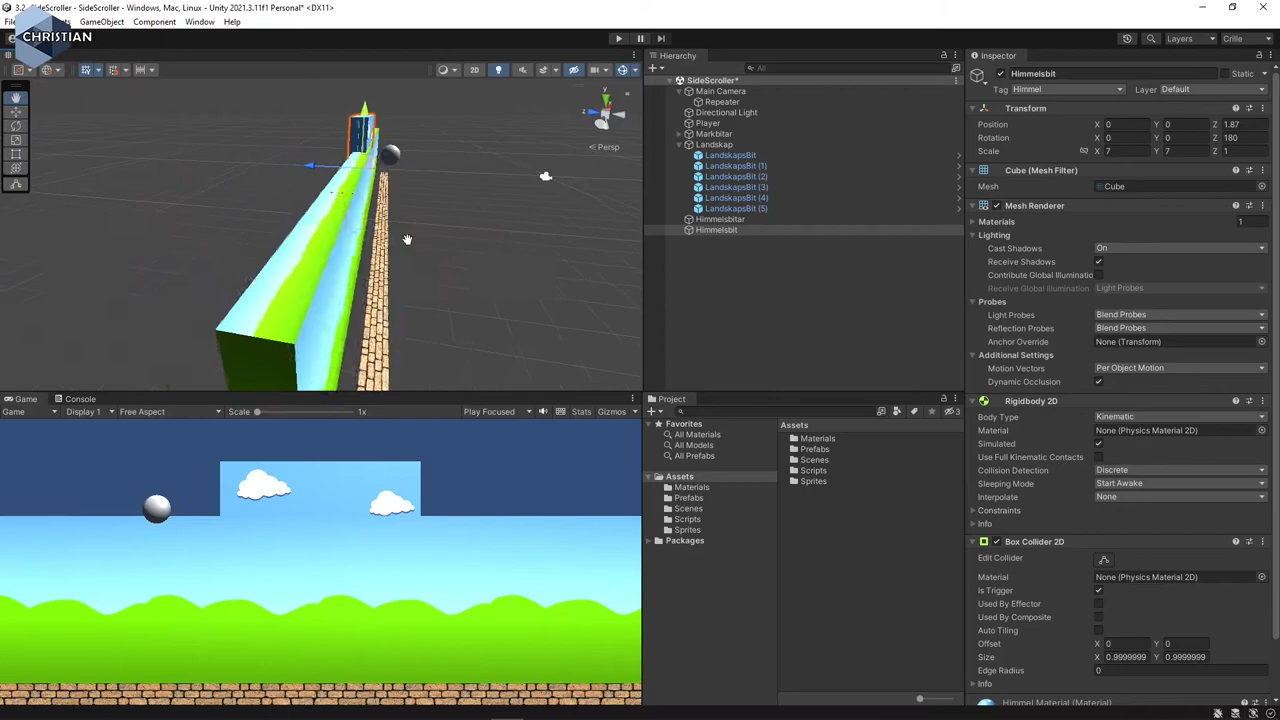 3.2 - SideScroller - SideScroller - Windows, Mac, Linux - Unity 2021.3.11f1 Personal* <DX11>
GameObject Component Window Help
CHRISTIAN
Layers Crille
2D
y
z
Persp
Game Console
Game Display 1 Free Aspect Scale 1x Play Focused Stats Gizmos
Hierarchy
All
SideScroller*
Main Camera
Repeater
Directional Light
Player
Markbitar
Landskap
LandskapsBit
LandskapsBit (1)
LandskapsBit (2)
LandskapsBit (3)
LandskapsBit (4)
LandskapsBit (5)
Himmelsbitar
Himmelsbit
Project
3
Favorites
All Materials
All Models
All Prefabs
Assets
Materials
Prefabs
Scenes
Scripts
Sprites
Packages
Assets
Materials
Prefabs
Scenes
Scripts
Sprites
Inspector
Himmelsbit Static
Tag Himmel Layer Default
Transform
Position X 0 Y 0 Z 1.87
Rotation X 0 Y 0 Z 180
Scale X 7 Y 7 Z 1
Cube (Mesh Filter)
Mesh Cube
Mesh Renderer
Materials 1
Lighting
Cast Shadows On
Receive Shadows
Contribute Global Illuminatio
Receive Global Illuminatio Light Probes
Probes
Light Probes Blend Probes
Reflection Probes Blend Probes
Anchor Override None (Transform)
Additional Settings
Motion Vectors Per Object Motion
Dynamic Occlusion
Rigidbody 2D
Body Type Kinematic
Material None (Physics Material 2D)
Simulated
Use Full Kinematic Contacts
Collision Detection Discrete
Sleeping Mode Start Awake
Interpolate None
Constraints
Info
Box Collider 2D
Edit Collider
Material None (Physics Material 2D)
Is Trigger
Used By Effector
Used By Composite
Auto Tiling
Offset X 0 Y 0
Size X 0.9999999 Y 0.9999999
Edge Radius 0
Info
Himmel Material (Material)